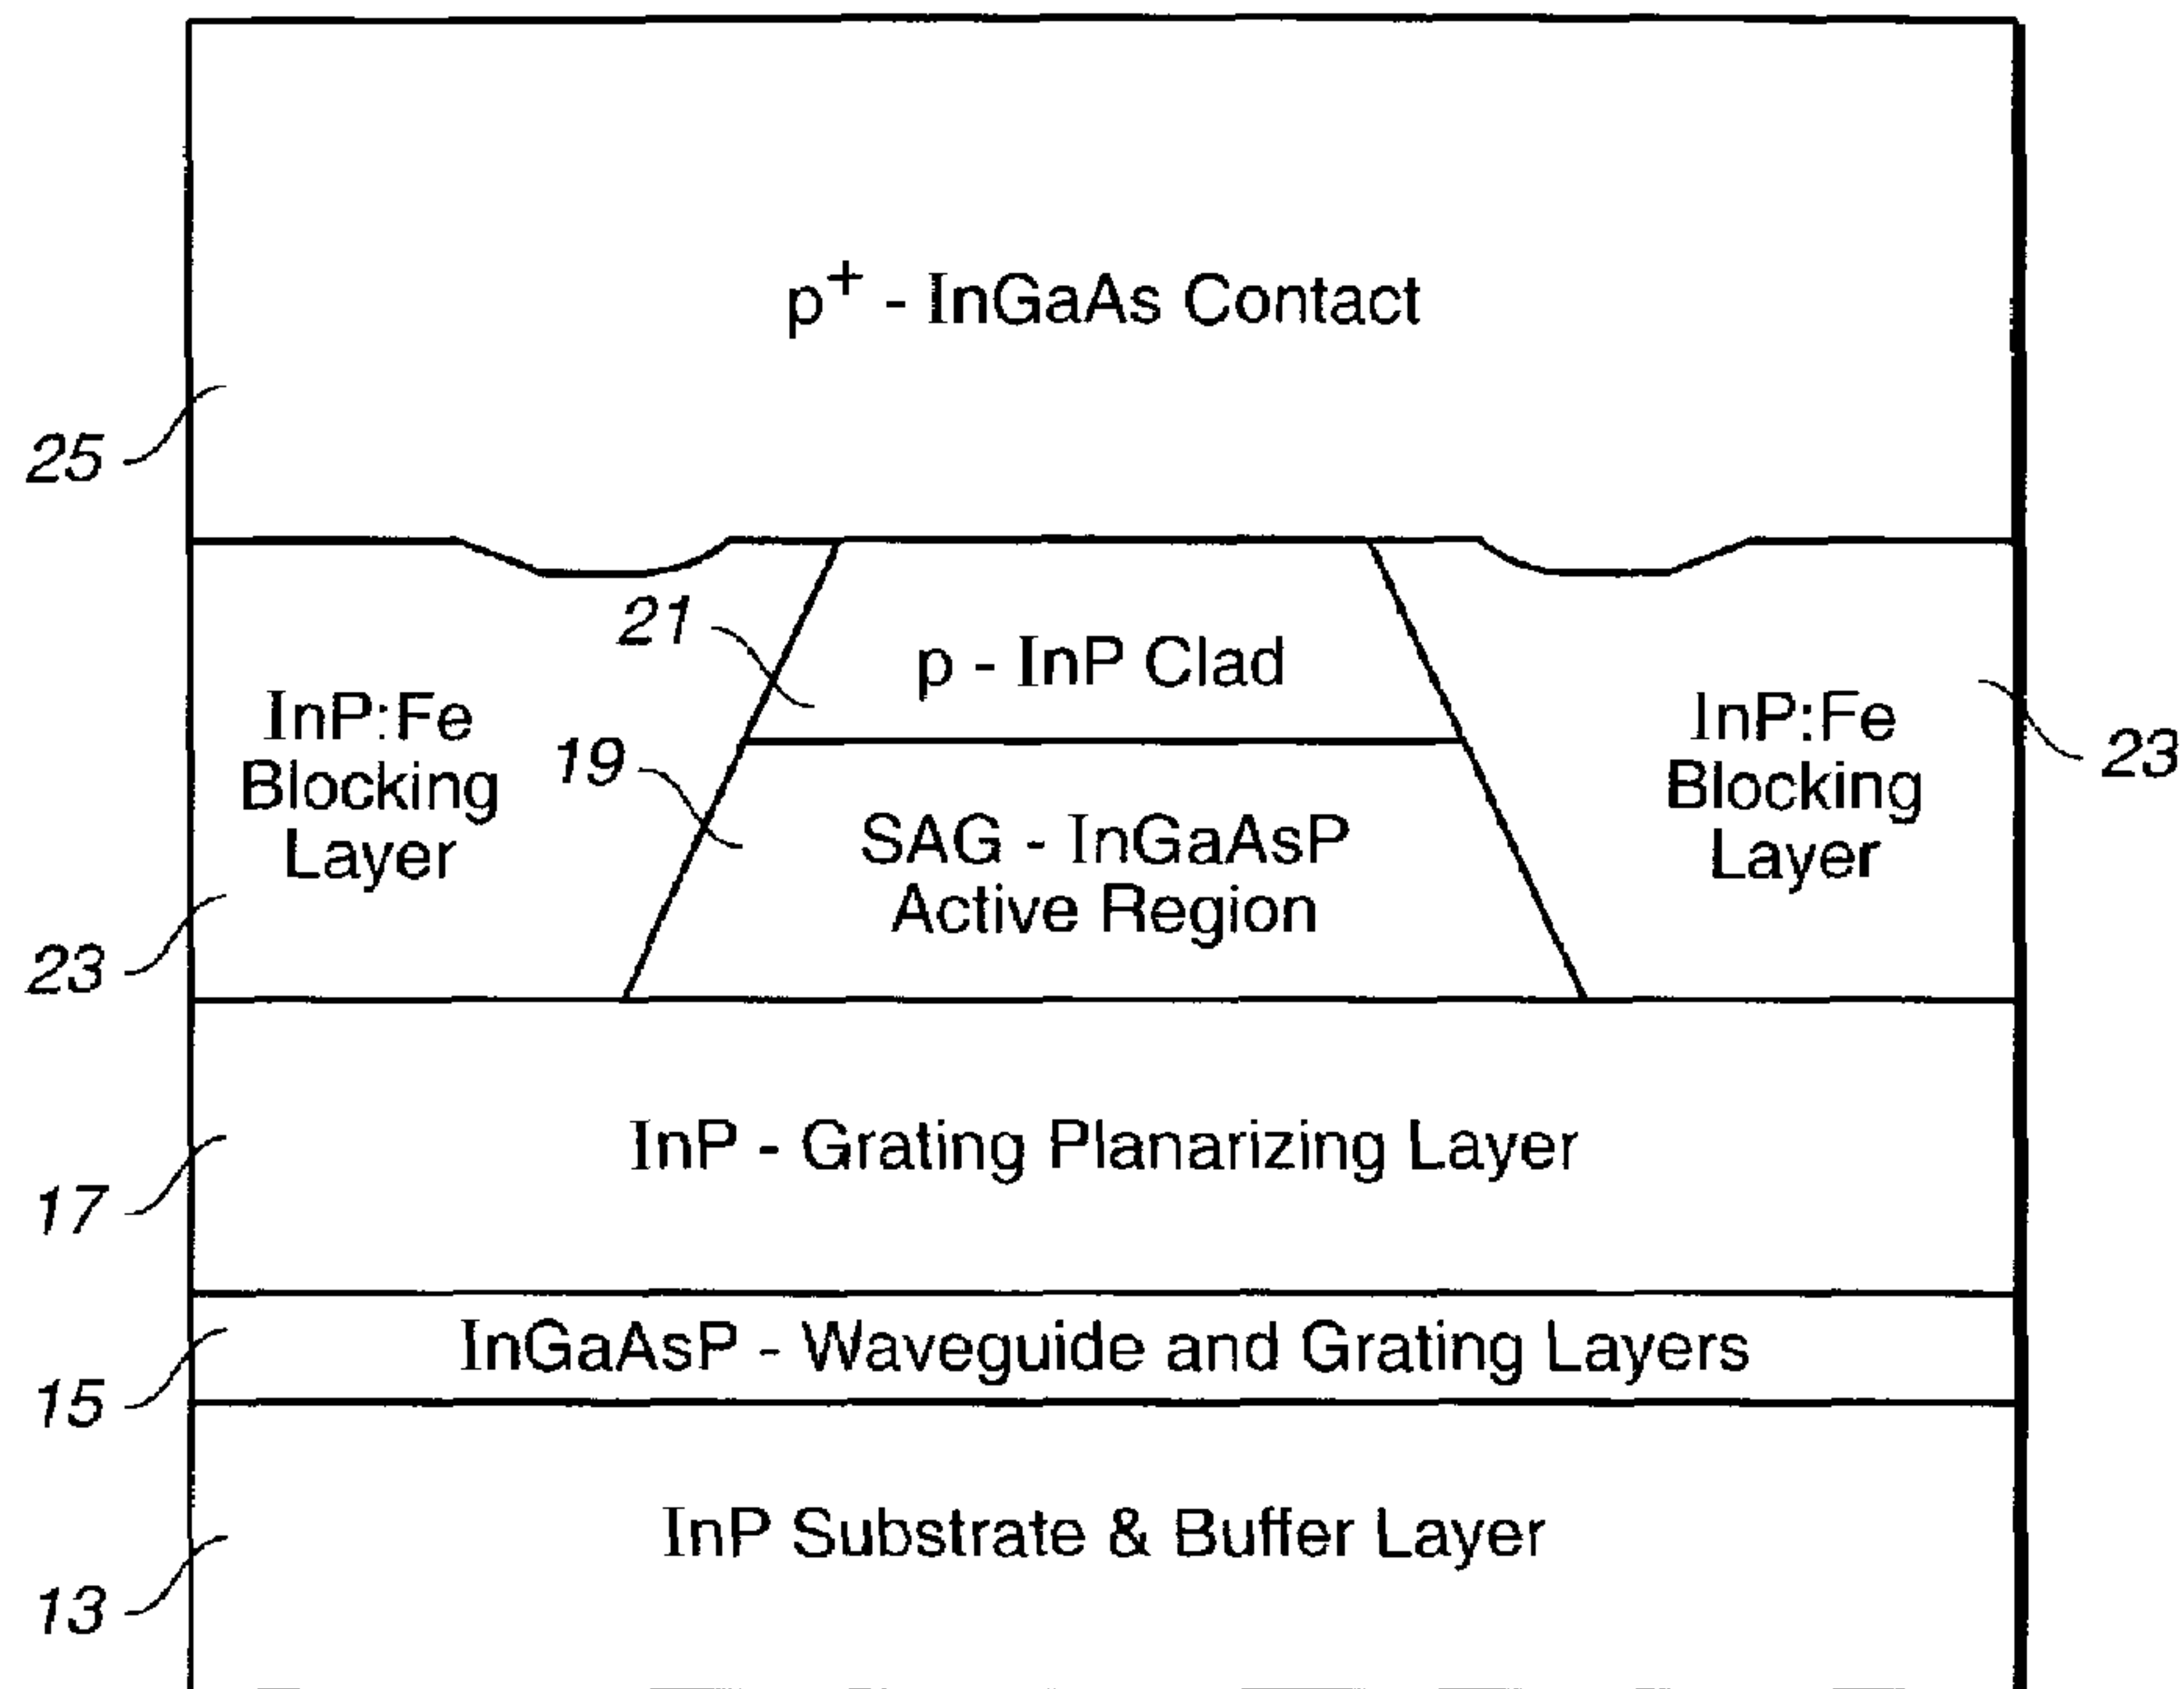 p+ - InGaAs Contact
25
21
p - InP Clad
InP:Fe
Blocking
Layer
InP:Fe
Blocking
Layer
23
19
SAG - InGaAsP
Active Region
23
InP - Grating Planarizing Layer
17
InGaAsP - Waveguide and Grating Layers
15
InP Substrate & Buffer Layer
13